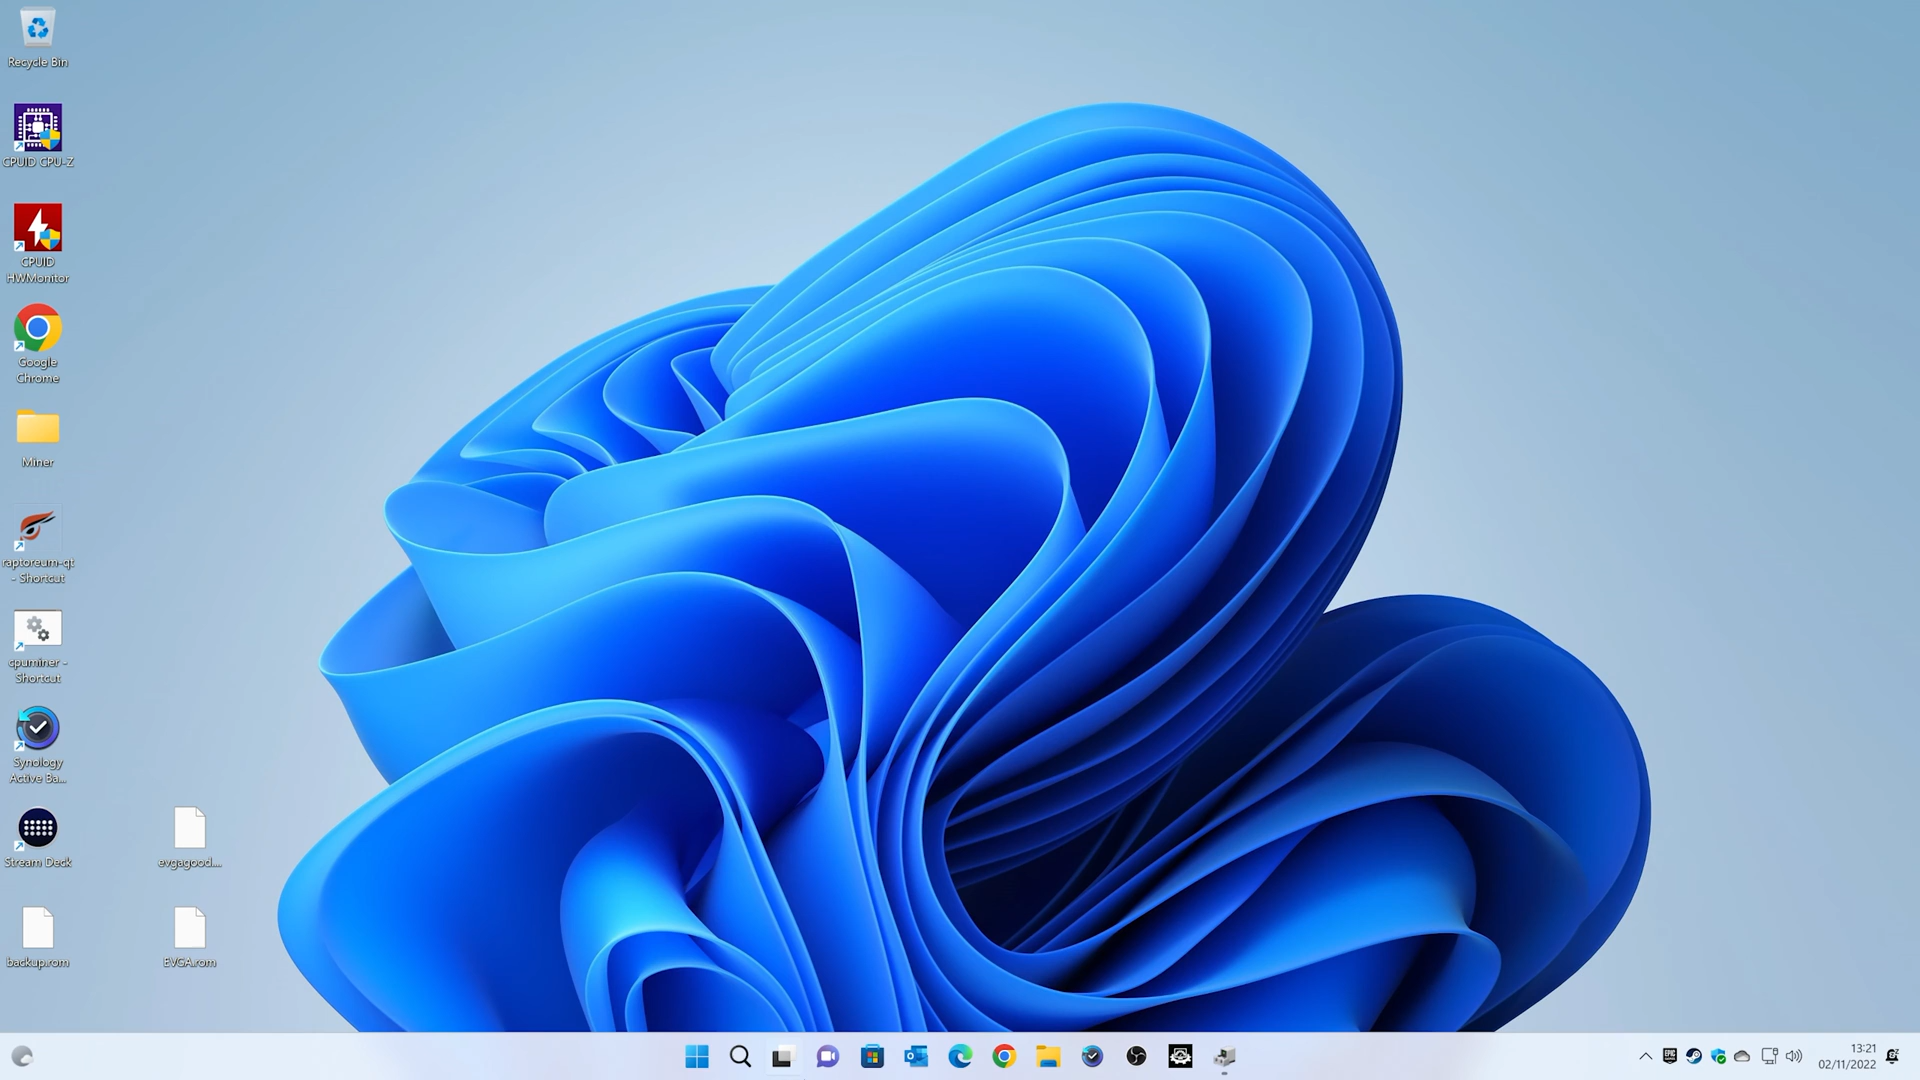 Recycle Bin
CPUID CPU-Z
CPUID
HWMonitor
Google
Chrome
Miner
raptoreum-qt
- Shortcut
cpuminer -
Shortcut
Synology
Active Ba...
Stream Deck
evgagood....
backup.rom
EVGA.rom
EPIC
13:21
02/11/2022